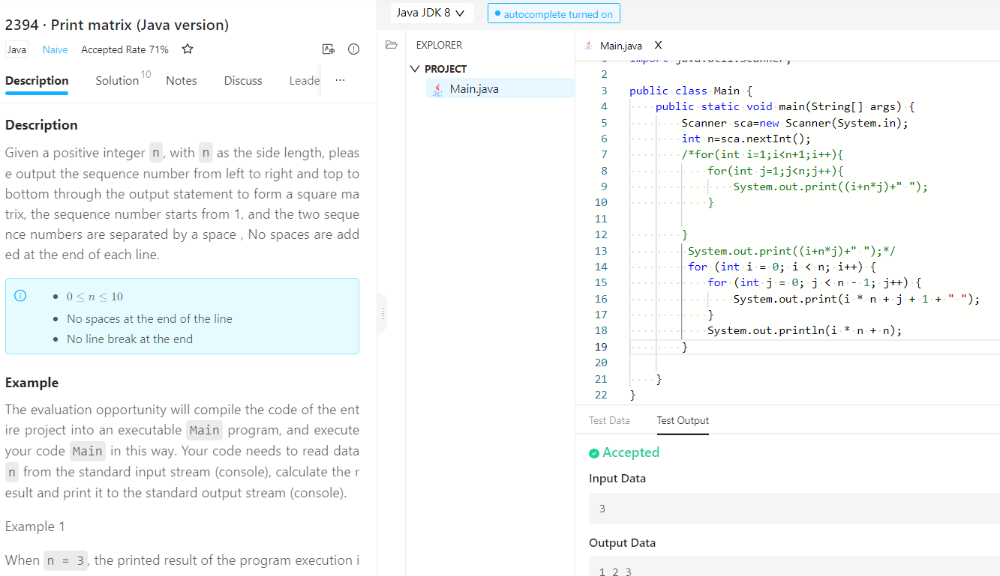 2394 · Print matrix (Java version)
Java Naive Accepted Rate 71%
Description Solution 10 Notes Discuss Leade ...
Description
Given a positive integer n, with n as the side length, pleas
e output the sequence number from left to right and top to
bottom through the output statement to form a square ma
trix, the sequence number starts from 1, and the two seque
nce numbers are separated by a space , No spaces are add
ed at the end of each line.
• 0 ≤ n ≤ 10
• No spaces at the end of the line
• No line break at the end
Example
The evaluation opportunity will compile the code of the ent
ire project into an executable Main program, and execute
your code Main in this way. Your code needs to read data
n from the standard input stream (console), calculate the r
esult and print it to the standard output stream (console).
Example 1
When n = 3, the printed result of the program execution i
Java JDK 8
autocomplete turned on
EXPLORER
PROJECT
Main.java
Main.java X
1 import java.util.Scanner;
2
3 public class Main {
4 public static void main(String[] args) {
5 Scanner sca=new Scanner(System.in);
6 int n=sca.nextInt();
7 /*for(int i=1;i<n+1;i++){
8 for(int j=1;j<n;j++){
9 System.out.print((i+n*j)+" ");
10 }
11
12 }
13 System.out.print((i+n*j)+" ");*/
14 for (int i = 0; i < n; i++) {
15 for (int j = 0; j < n - 1; j++) {
16 System.out.print(i * n + j + 1 + " ");
17 }
18 System.out.println(i * n + n);
19 }
20
21 }
22 }
Test Data Test Output
Accepted
Input Data
3
Output Data
1 2 3